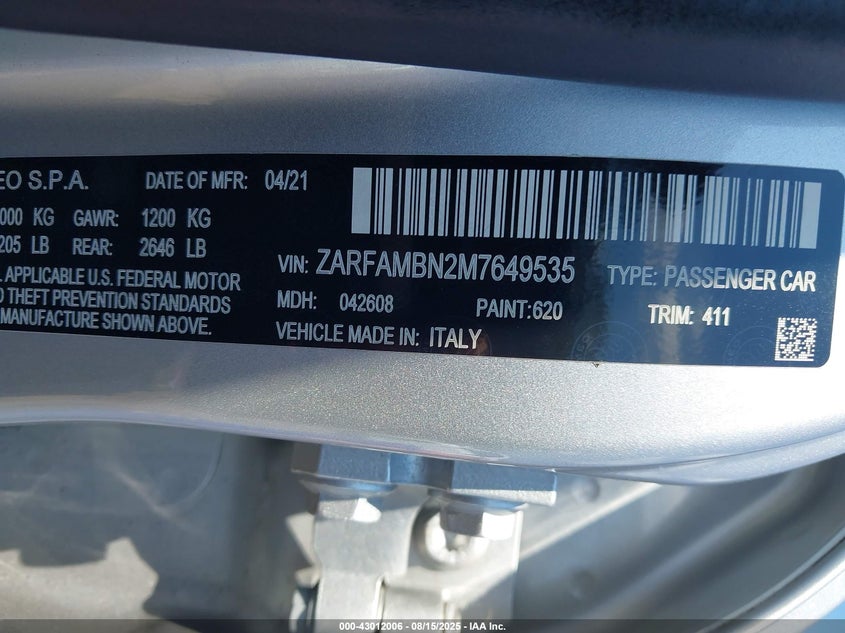 EO S.P.A. DATE OF MFR: 04/21
000 KG GAWR: 1200 KG
205 LB REAR: 2646 LB
APPLICABLE U.S. FEDERAL MOTOR
THEFT PREVENTION STANDARDS
MANUFACTURE SHOWN ABOVE.
VIN: ZARFAMBN2M7649535 TYPE: PASSENGER CAR
MDH: 042608 PAINT:620 TRIM: 411
VEHICLE MADE IN: ITALY
000-43012006 - 08/15/2025 - IAA Inc.